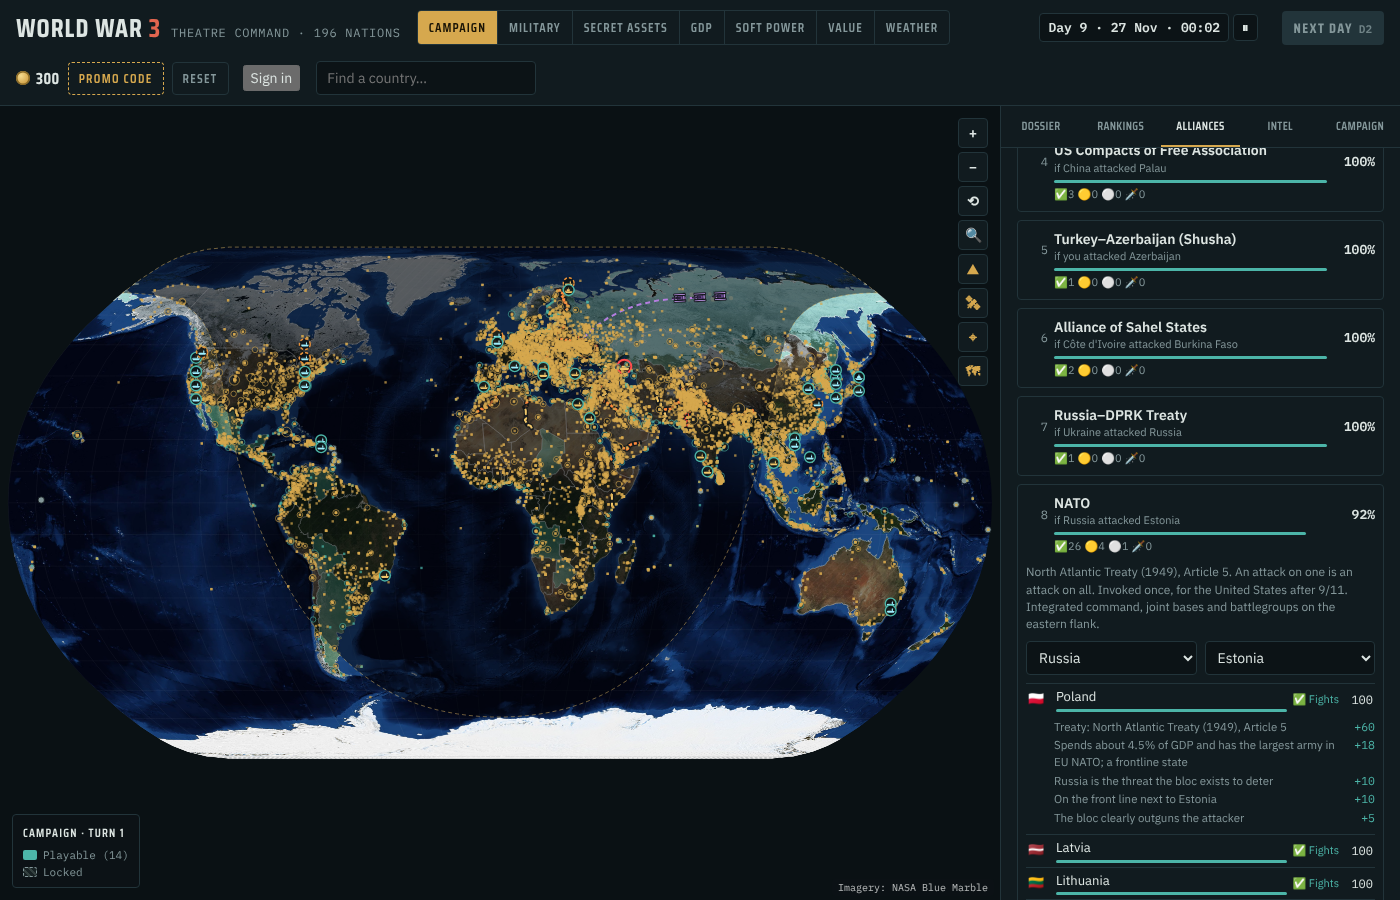 WORLD WAR 3 THEATRE COMMAND · 196 NATIONS
CAMPAIGN MILITARY SECRET ASSETS GDP SOFT POWER VALUE WEATHER
Day 9 · 27 Nov · 00:02
NEXT DAY D2
300 PROMO CODE RESET Sign in Find a country...
DOSSIER RANKINGS ALLIANCES INTEL CAMPAIGN
4 US Compacts of Free Association 100%
if China attacked Palau
✅3 🟡0 ⚪0 🗡️0
5 Turkey–Azerbaijan (Shusha) 100%
if you attacked Azerbaijan
✅1 🟡0 ⚪0 🗡️0
6 Alliance of Sahel States 100%
if Côte d'Ivoire attacked Burkina Faso
✅2 🟡0 ⚪0 🗡️0
7 Russia–DPRK Treaty 100%
if Ukraine attacked Russia
✅1 🟡0 ⚪0 🗡️0
8 NATO 92%
if Russia attacked Estonia
✅26 🟡4 ⚪1 🗡️0
North Atlantic Treaty (1949), Article 5. An attack on one is an
attack on all. Invoked once, for the United States after 9/11.
Integrated command, joint bases and battlegroups on the
eastern flank.
Russia Estonia
Poland ✅ Fights 100
Treaty: North Atlantic Treaty (1949), Article 5 +60
Spends about 4.5% of GDP and has the largest army in +18
EU NATO; a frontline state
Russia is the threat the bloc exists to deter +10
On the front line next to Estonia +10
The bloc clearly outguns the attacker +5
Latvia ✅ Fights 100
Lithuania ✅ Fights 100
CAMPAIGN · TURN 1
Playable (14)
Locked
Imagery: NASA Blue Marble